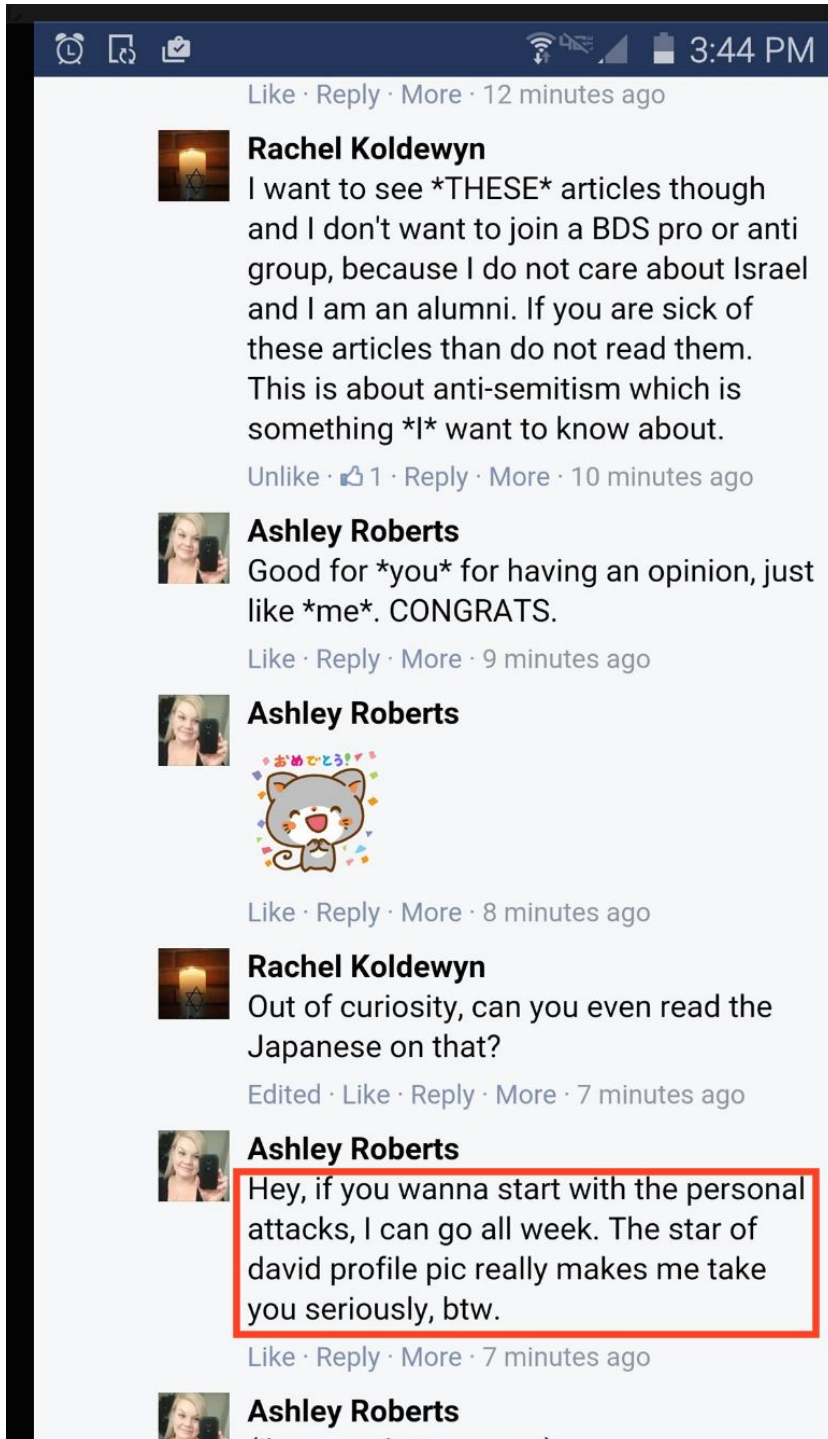 3:44 PM
Like · Reply · More · 12 minutes ago
Rachel Koldewyn
I want to see *THESE* articles though
and I don't want to join a BDS pro or anti
group, because I do not care about Israel
and I am an alumni. If you are sick of
these articles than do not read them.
This is about anti-semitism which is
something *I* want to know about.
Unlike · 1 · Reply · More · 10 minutes ago
Ashley Roberts
Good for *you* for having an opinion, just
like *me*. CONGRATS.
Like · Reply · More · 9 minutes ago
Ashley Roberts
おめでとう!
Like · Reply · More · 8 minutes ago
Rachel Koldewyn
Out of curiosity, can you even read the
Japanese on that?
Edited · Like · Reply · More · 7 minutes ago
Ashley Roberts
Hey, if you wanna start with the personal
attacks, I can go all week. The star of
david profile pic really makes me take
you seriously, btw.
Like · Reply · More · 7 minutes ago
Ashley Roberts